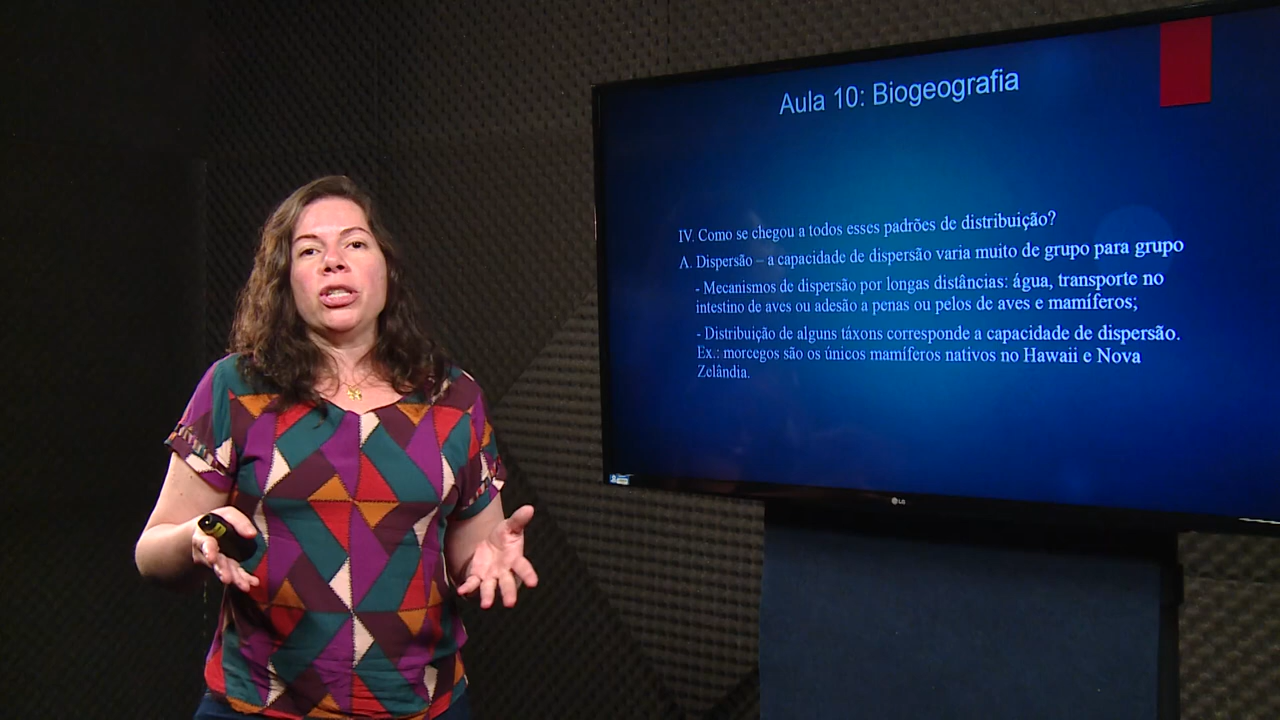 Aula 10: Biogeografia
IV. Como se chegou a todos esses padrões de distribuição?
A. Dispersão – a capacidade de dispersão varia muito de grupo para grupo
- Mecanismos de dispersão por longas distâncias: água, transporte no
intestino de aves ou adesão a penas ou pelos de aves e mamíferos;
- Distribuição de alguns táxons corresponde a capacidade de dispersão.
Ex.: morcegos são os únicos mamíferos nativos no Hawaii e Nova
Zelândia.
LG